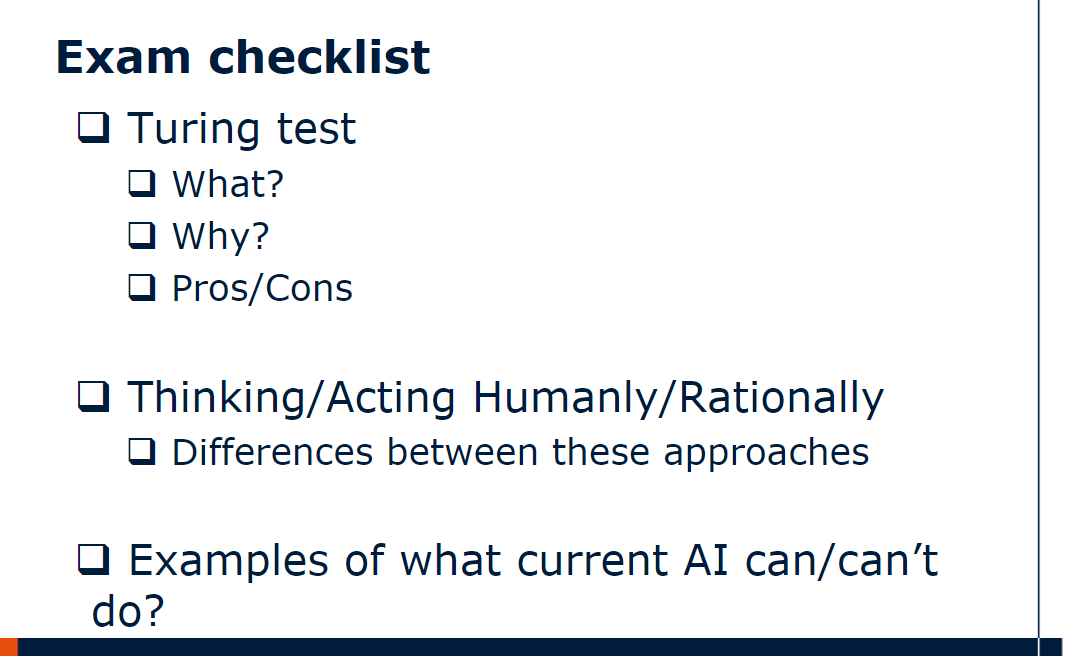 Exam checklist
❑ Turing test
❑ What?
❑ Why?
❑ Pros/Cons
❑ Thinking/Acting Humanly/Rationally
❑ Differences between these approaches
❑ Examples of what current AI can/can’t
do?